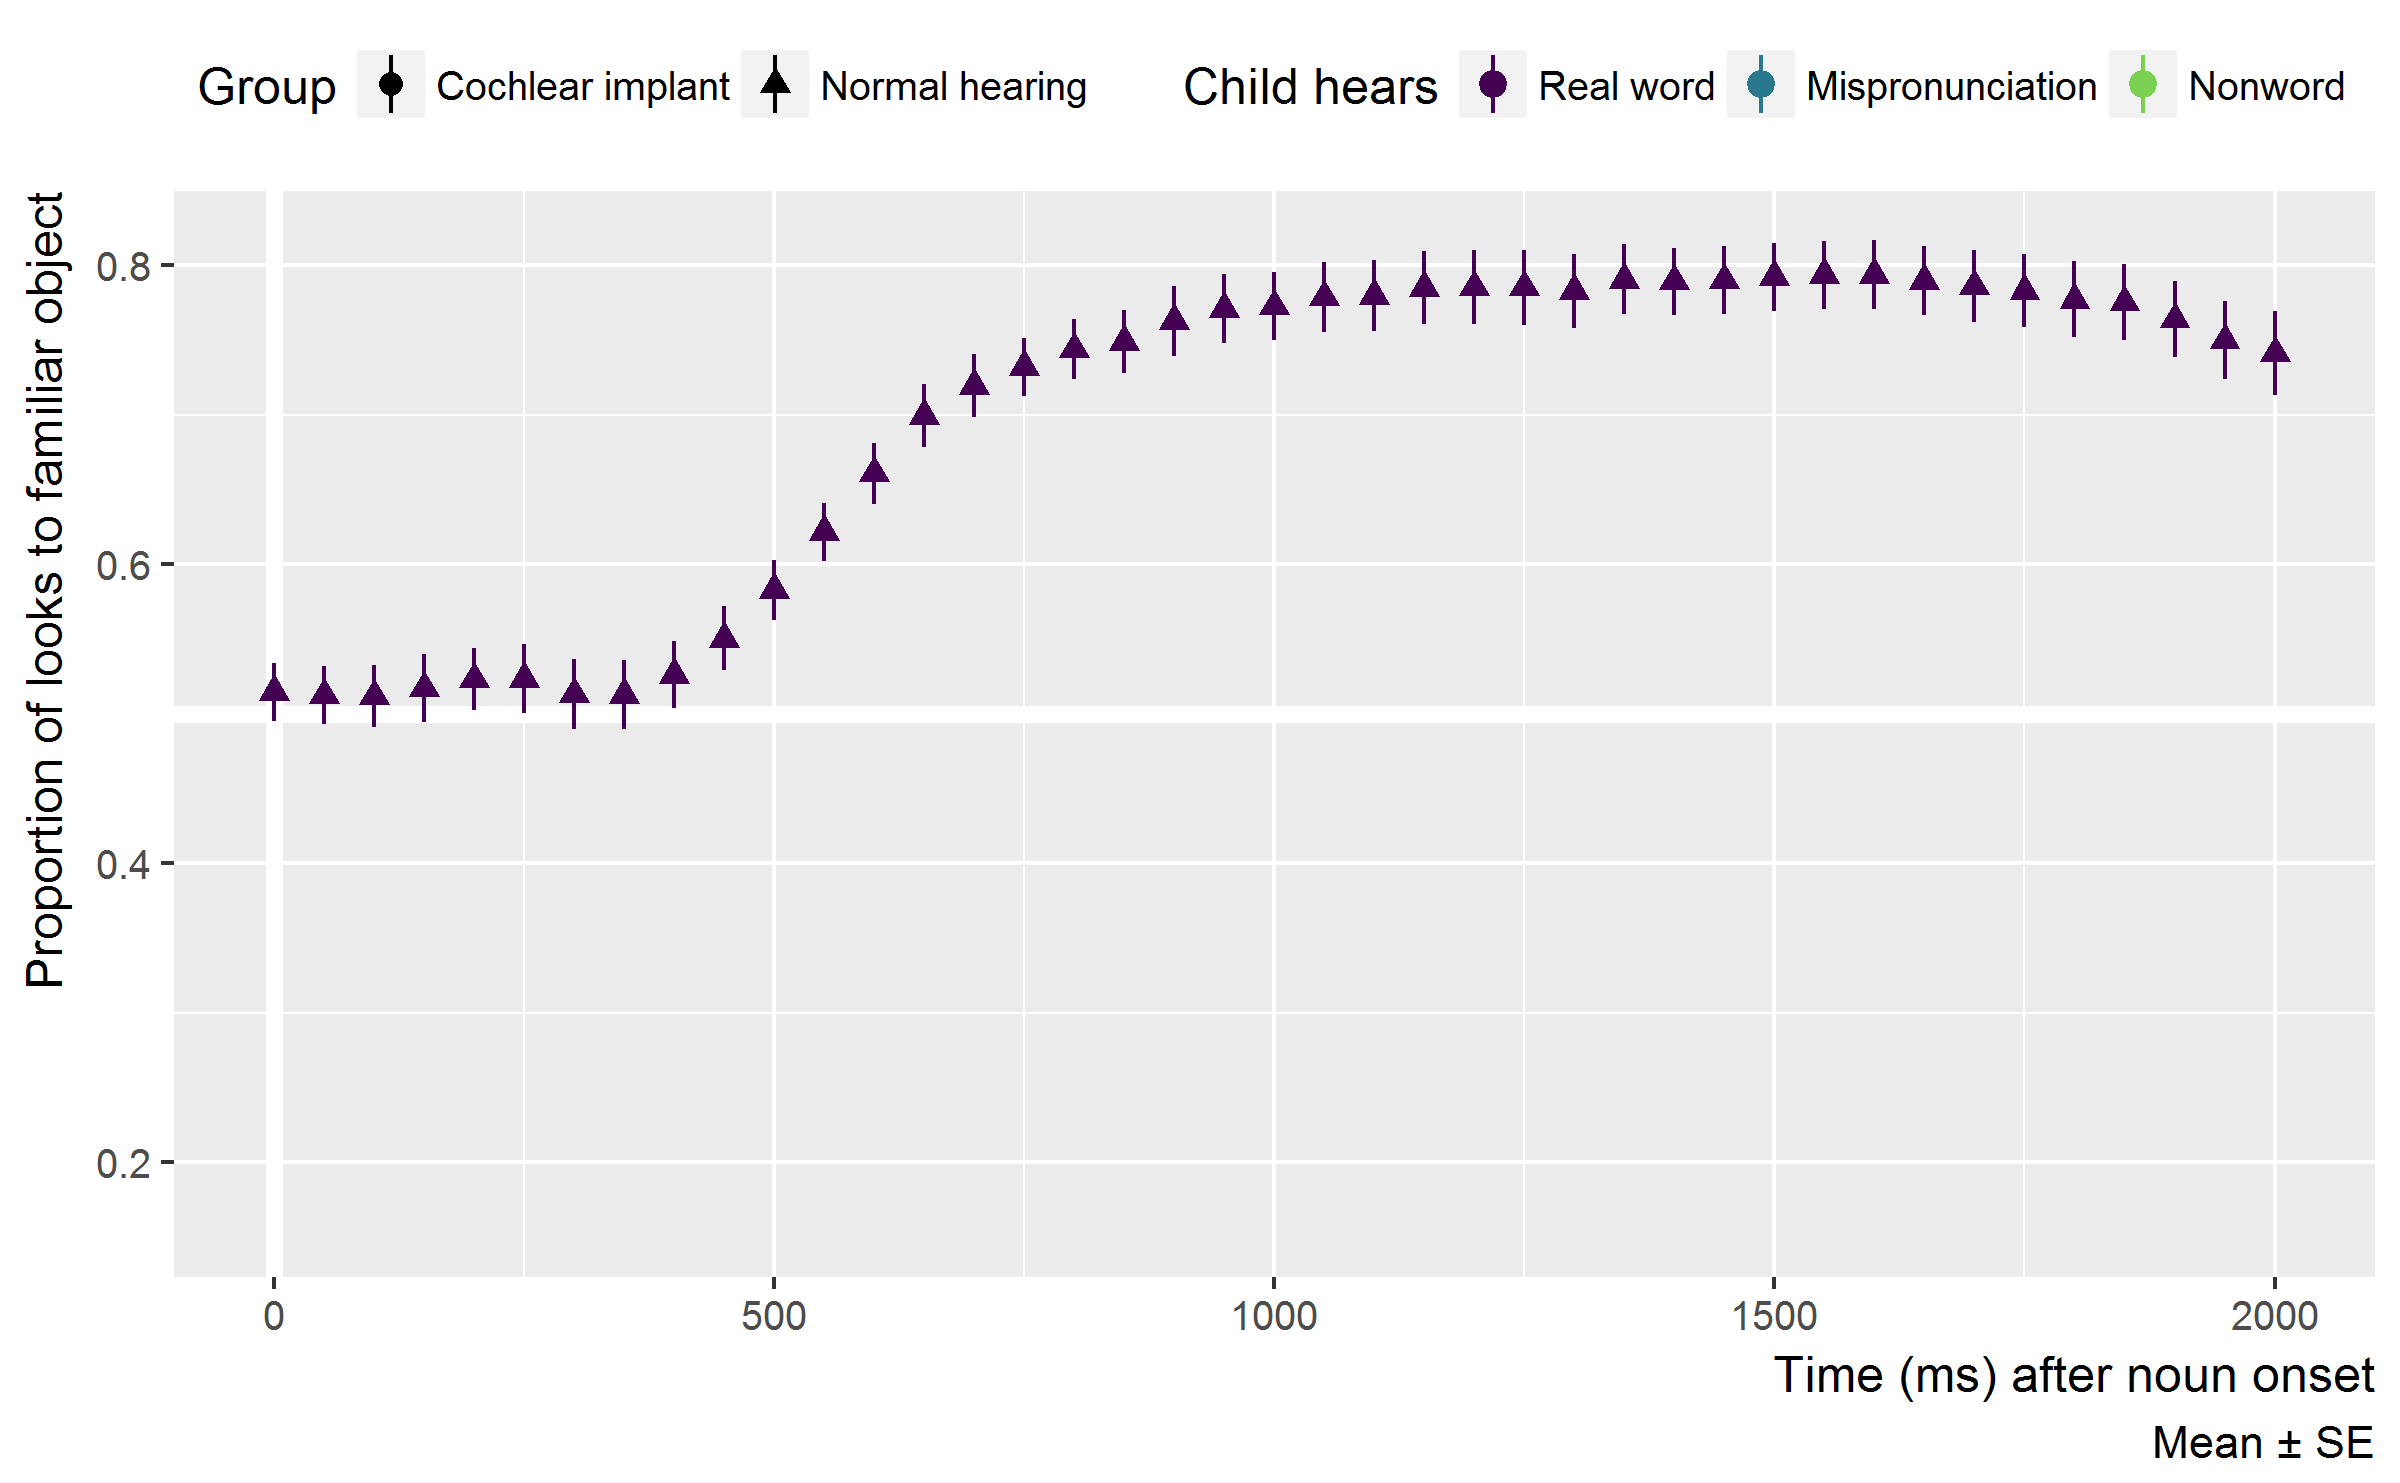 Group Cochlear implant Normal hearing Child hears Real word Mispronunciation Nonword
Proportion of looks to familiar object
0.8
0.6
0.4
0.2
0 500 1000 1500 2000
Time (ms) after noun onset
Mean ± SE